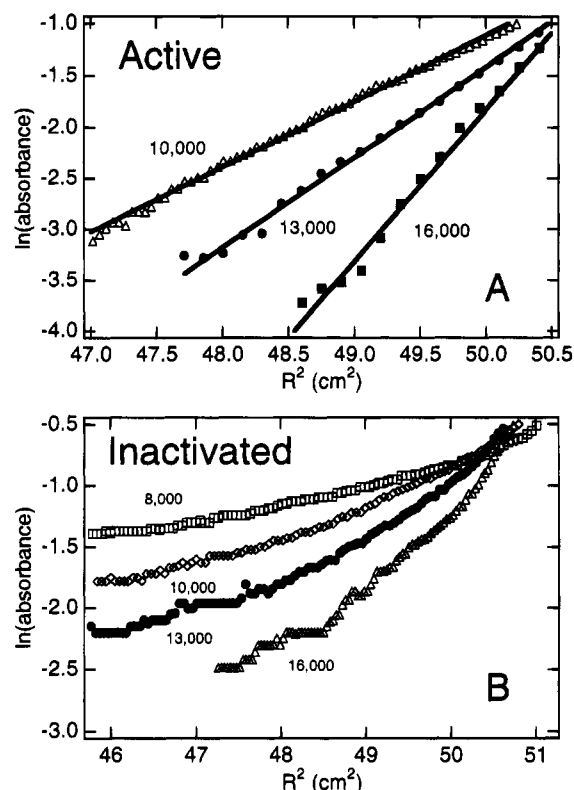 Active
ln(absorbance)
-1.0
-1.5
-2.0
-2.5
-3.0
-3.5
-4.0
10,000
13,000
16,000
A
47.0 47.5 48.0 48.5 49.0 49.5 50.0 50.5
R² (cm²)
Inactivated
ln(absorbance)
-0.5
-1.0
-1.5
-2.0
-2.5
-3.0
8,000
10,000
13,000
16,000
B
46 47 48 49 50 51
R² (cm²)